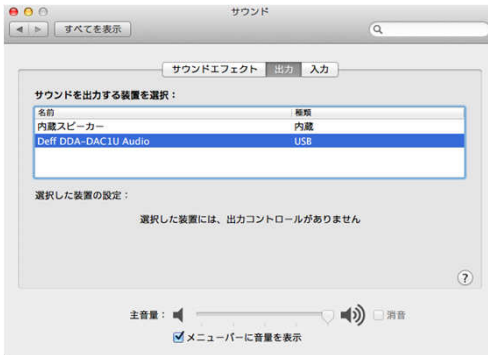 サウンド
すべてを表示
サウンドエフェクト 出力 入力
サウンドを出力する装置を選択：
名前 種類
内蔵スピーカー 内蔵
Deff DDA-DAC1U Audio USB
選択した装置の設定：
選択した装置には、出力コントロールがありません
?
主音量： 消音
メニューバーに音量を表示